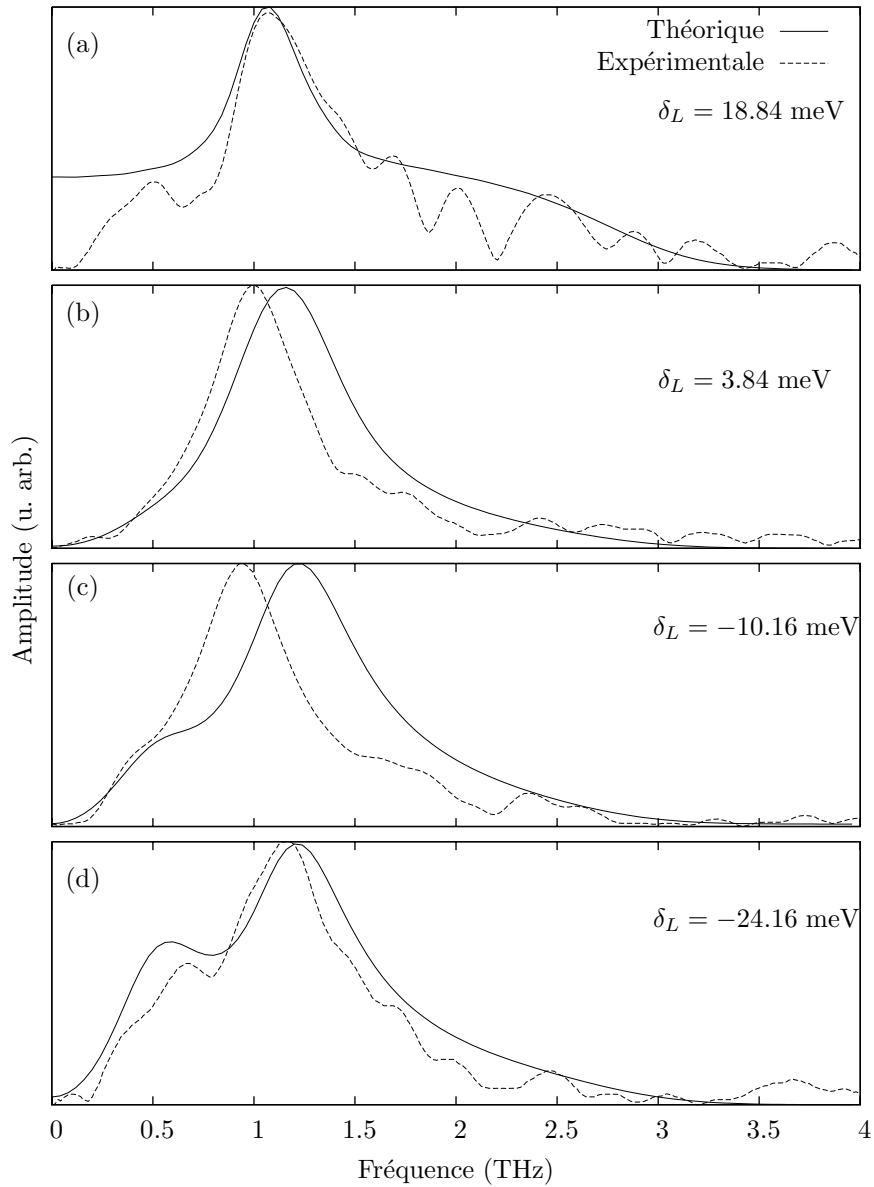 (a)
Théorique
Expérimentale
δ_L = 18.84 meV
(b)
δ_L = 3.84 meV
Amplitude (u. arb.)
(c)
δ_L = −10.16 meV
(d)
δ_L = −24.16 meV
0 0.5 1 1.5 2 2.5 3 3.5 4
Fréquence (THz)